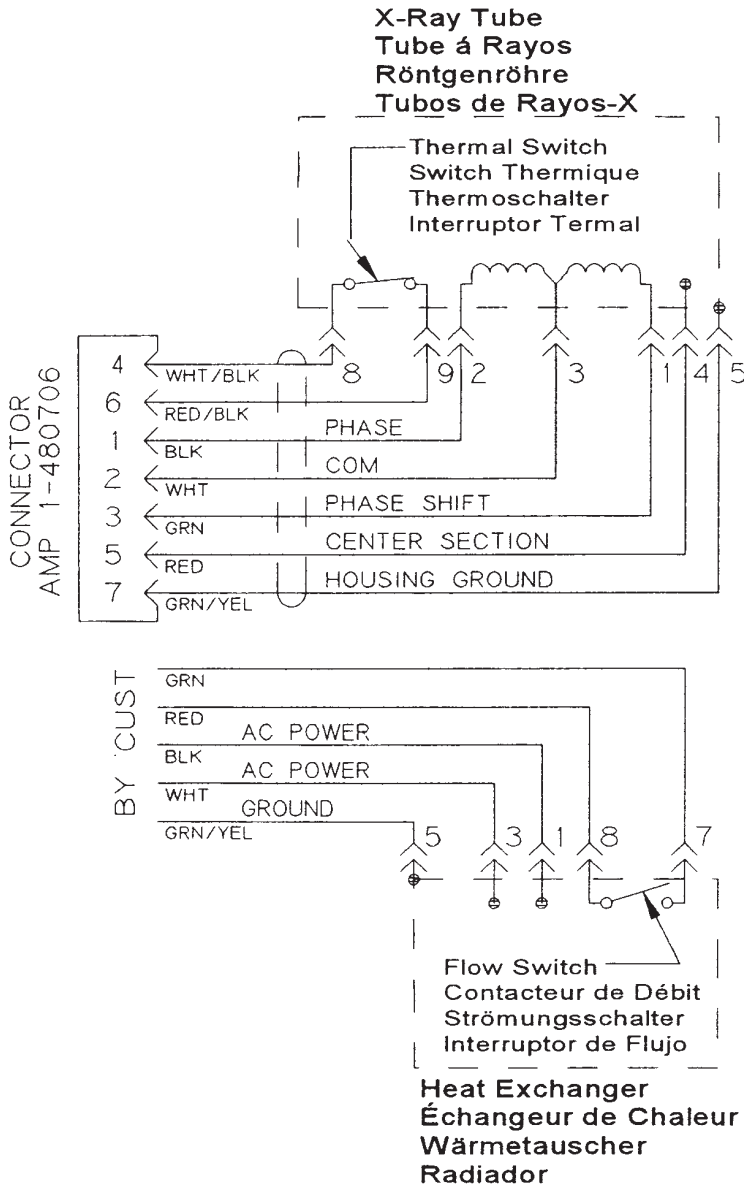 X-Ray Tube
Tube á Rayos
Röntgenröhre
Tubos de Rayos-X
Thermal Switch
Switch Thermique
Thermoschalter
Interruptor Termal
CONNECTOR
AMP 1-480706
4
WHT/BLK
8
9
2
3
1
4
5
6
RED/BLK
1
BLK
PHASE
2
WHT
COM
3
GRN
PHASE SHIFT
5
RED
CENTER SECTION
7
GRN/YEL
HOUSING GROUND
BY CUST
GRN
RED
AC POWER
BLK
AC POWER
WHT
GROUND
GRN/YEL
5
3
1
8
7
Flow Switch
Contacteur de Débit
Strömungsschalter
Interruptor de Flujo
Heat Exchanger
Échangeur de Chaleur
Wärmetauscher
Radiador